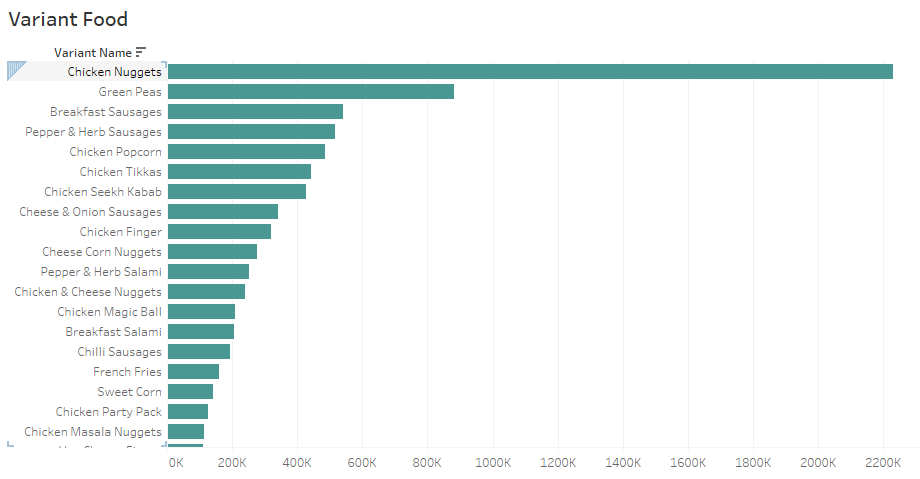 Variant Food
Variant Name
Chicken Nuggets
Green Peas
Breakfast Sausages
Pepper & Herb Sausages
Chicken Popcorn
Chicken Tikkas
Chicken Seekh Kabab
Cheese & Onion Sausages
Chicken Finger
Cheese Corn Nuggets
Pepper & Herb Salami
Chicken & Cheese Nuggets
Chicken Magic Ball
Breakfast Salami
Chilli Sausages
French Fries
Sweet Corn
Chicken Party Pack
Chicken Masala Nuggets
0K 200K 400K 600K 800K 1000K 1200K 1400K 1600K 1800K 2000K 2200K